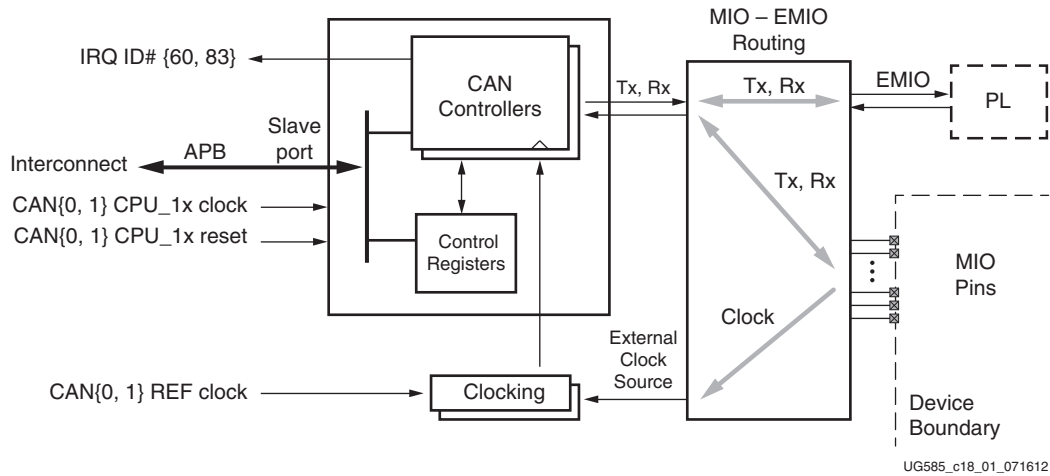 MIO – EMIO
Routing
IRQ ID# {60, 83}
CAN
Controllers
Tx, Rx
Tx, Rx
EMIO
PL
Interconnect
APB
Slave
port
Tx, Rx
CAN{0, 1} CPU_1x clock
CAN{0, 1} CPU_1x reset
Control
Registers
MIO
Pins
Clock
External
Clock
Source
CAN{0, 1} REF clock
Clocking
Device
Boundary
UG585_c18_01_071612